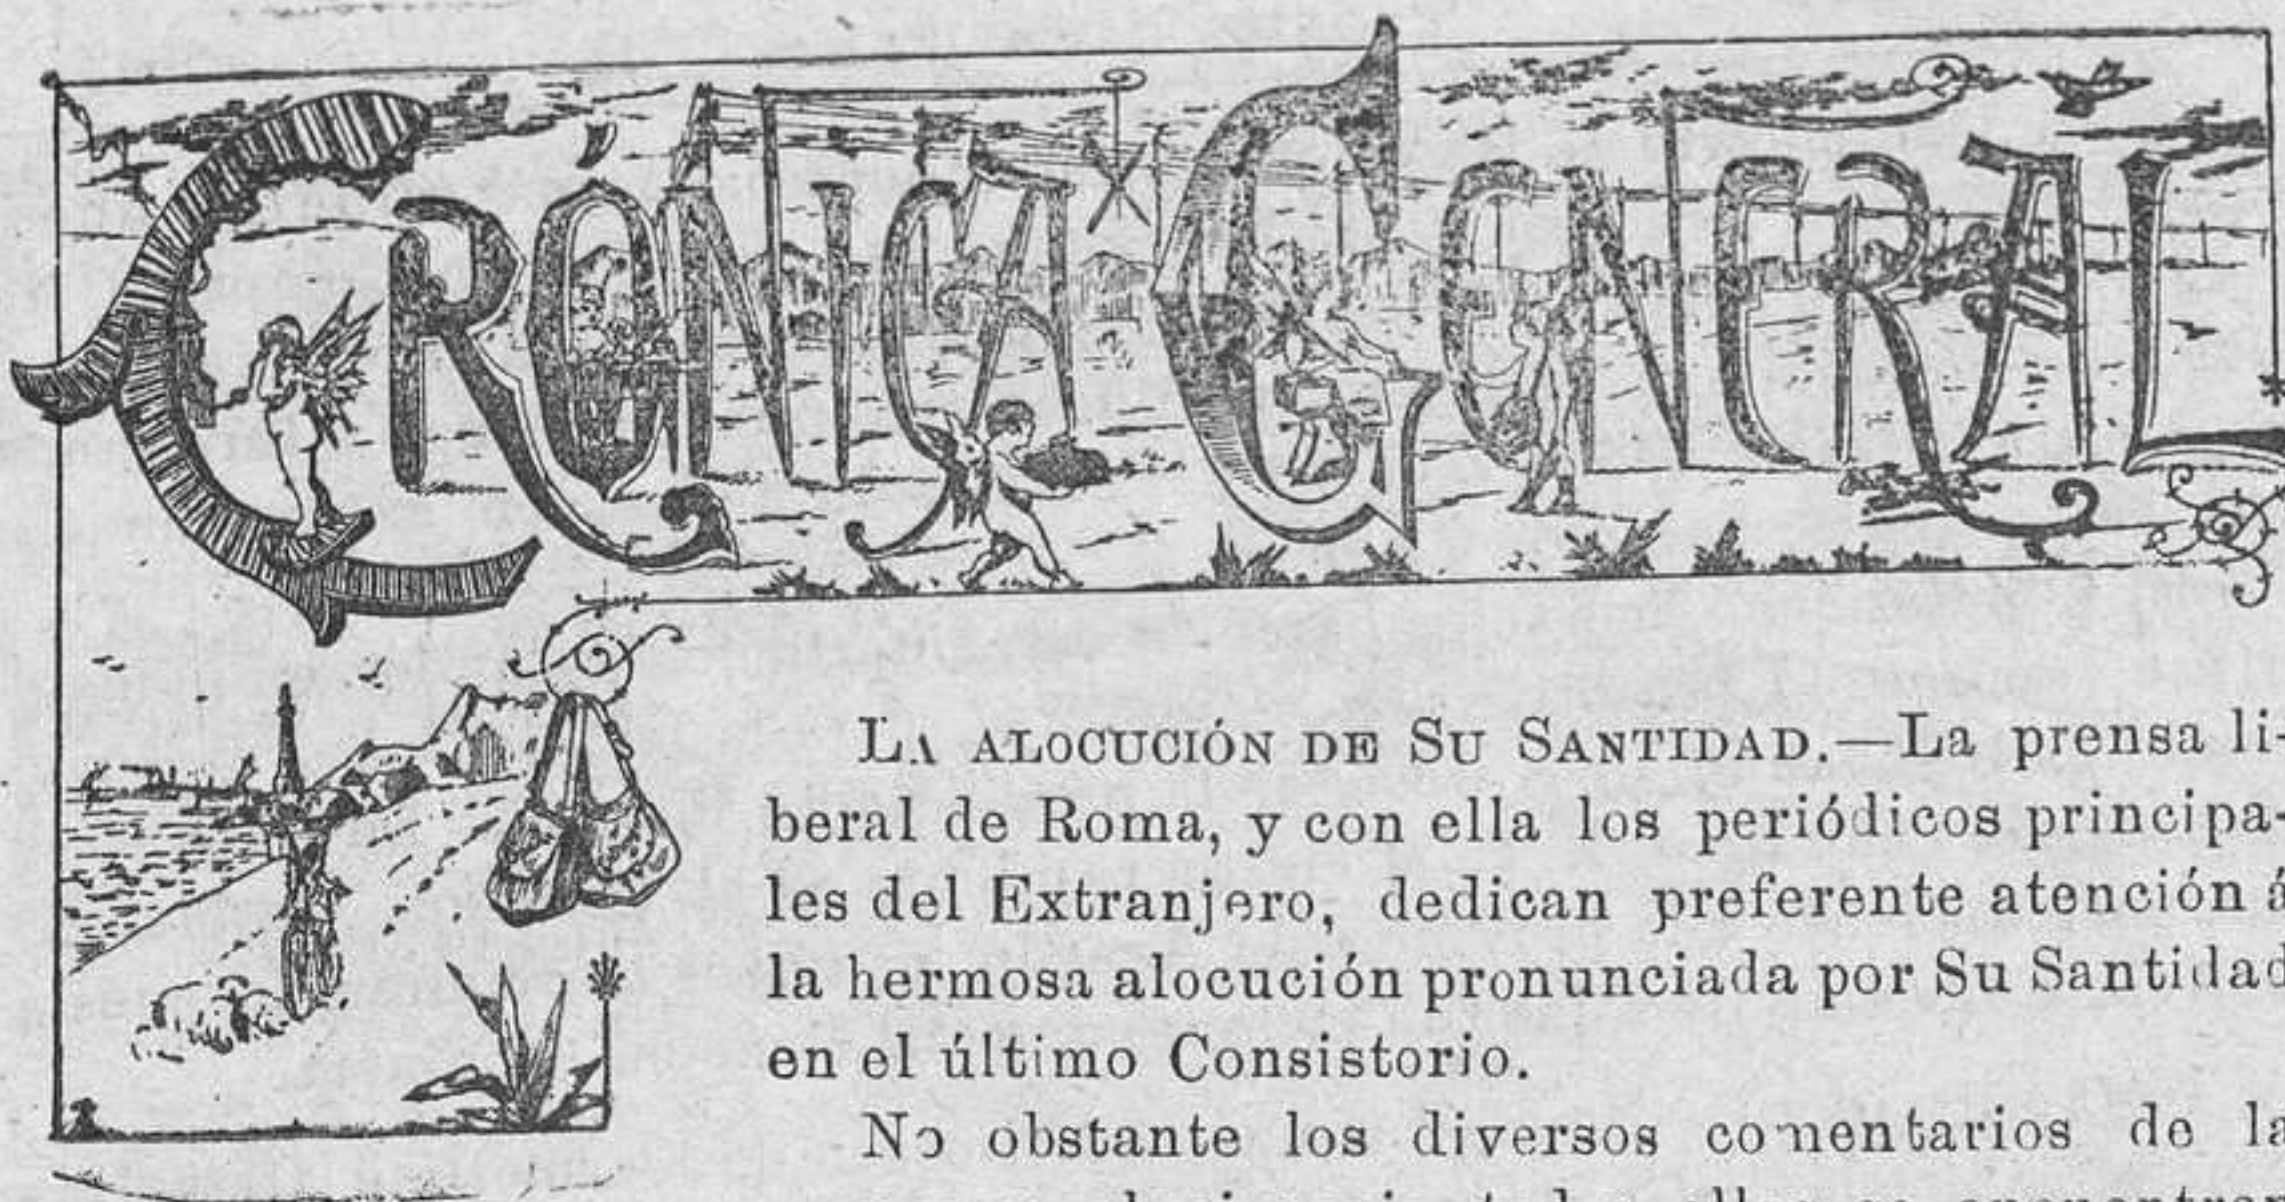 CRÓNICA GENERAL
LA ALOCUCIÓN DE SU SANTIDAD.—La prensa li-
beral de Roma, y con ella los periódicos principa-
les del Extranjero, dedican preferente atención á
la hermosa alocución pronunciada por Su Santidad
en el último Consistorio.
No obstante los diversos comentarios de la